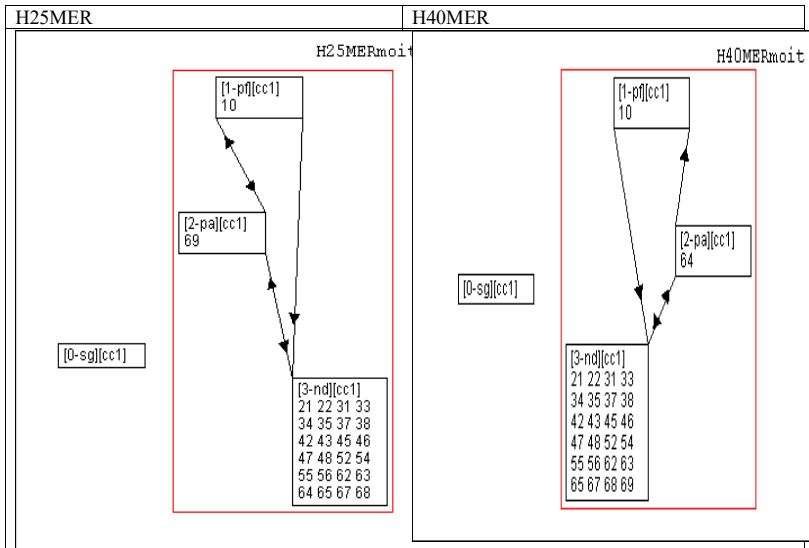 H25MER
H40MER
H25MERmoit
[1-pf][cc1]
10
[2-pa][cc1]
69
[0-sg][cc1]
[3-nd][cc1]
21 22 31 33
34 35 37 38
42 43 45 46
47 48 52 54
55 56 62 63
64 65 67 68
H40MERmoit
[1-pf][cc1]
10
[2-pa][cc1]
64
[0-sg][cc1]
[3-nd][cc1]
21 22 31 33
34 35 37 38
42 43 45 46
47 48 52 54
55 56 62 63
65 67 68 69